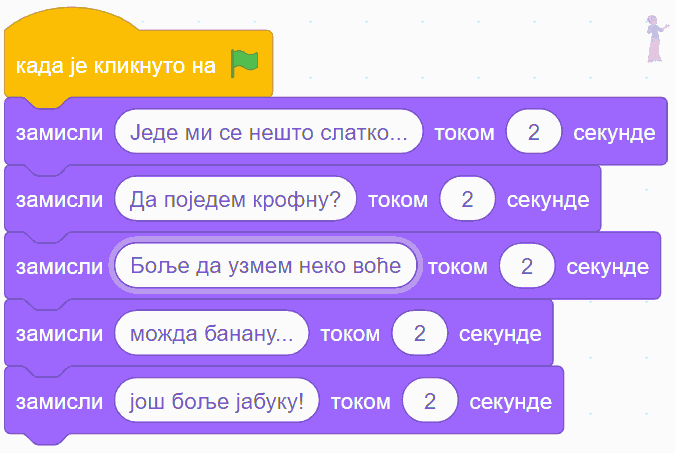 када је кликнуто на
замисли Једе ми се нешто слатко... током 2 секунде
замисли Да поједем крофну? током 2 секунде
замисли Боље да узмем неко воће током 2 секунде
замисли можда банану... током 2 секунде
замисли још боље јабуку! током 2 секунде